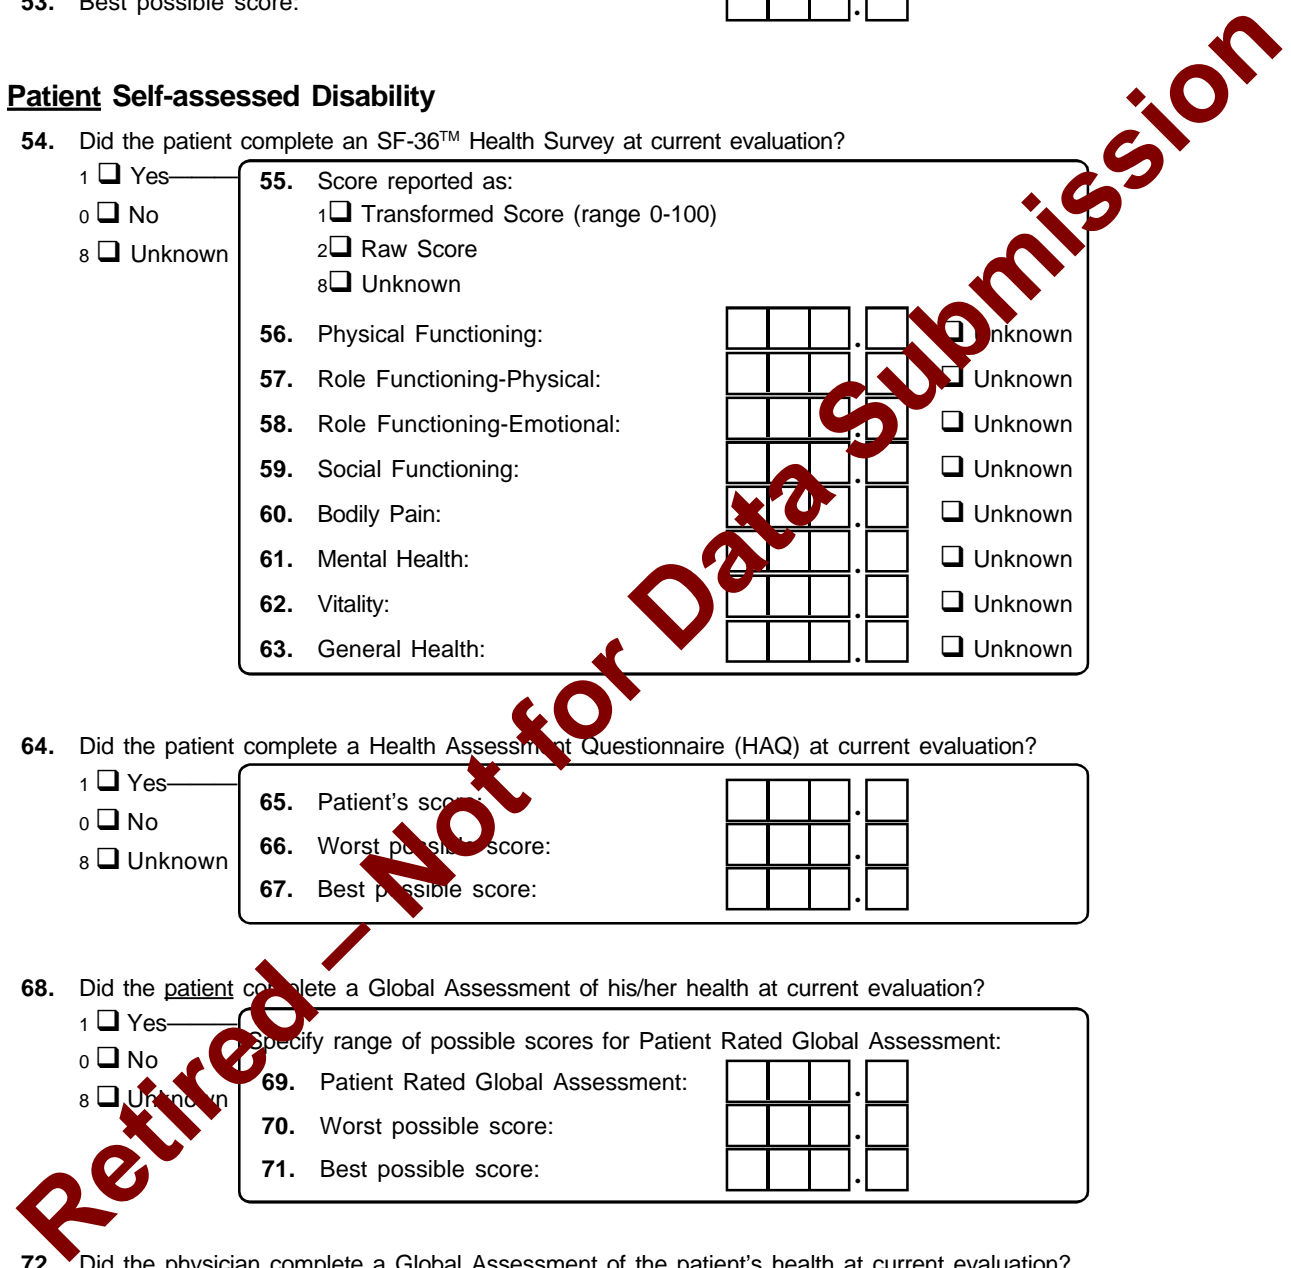 53. Best possible score:
Patient Self-assessed Disability
54. Did the patient complete an SF-36™ Health Survey at current evaluation?
1 ❑ Yes
0 ❑ No
8 ❑ Unknown
55. Score reported as:
1❑ Transformed Score (range 0-100)
2❑ Raw Score
8❑ Unknown
56. Physical Functioning: . ❑ Unknown
57. Role Functioning-Physical: . ❑ Unknown
58. Role Functioning-Emotional: . ❑ Unknown
59. Social Functioning: . ❑ Unknown
60. Bodily Pain: . ❑ Unknown
61. Mental Health: . ❑ Unknown
62. Vitality: . ❑ Unknown
63. General Health: . ❑ Unknown
64. Did the patient complete a Health Assessment Questionnaire (HAQ) at current evaluation?
1 ❑ Yes
0 ❑ No
8 ❑ Unknown
65. Patient's score: .
66. Worst possible score: .
67. Best possible score: .
68. Did the patient complete a Global Assessment of his/her health at current evaluation?
1 ❑ Yes
0 ❑ No
8 ❑ Unknown
Specify range of possible scores for Patient Rated Global Assessment:
69. Patient Rated Global Assessment: .
70. Worst possible score: .
71. Best possible score: .
72. Did the physician complete a Global Assessment of the patient's health at current evaluation?
Retired – Not for Data Submission